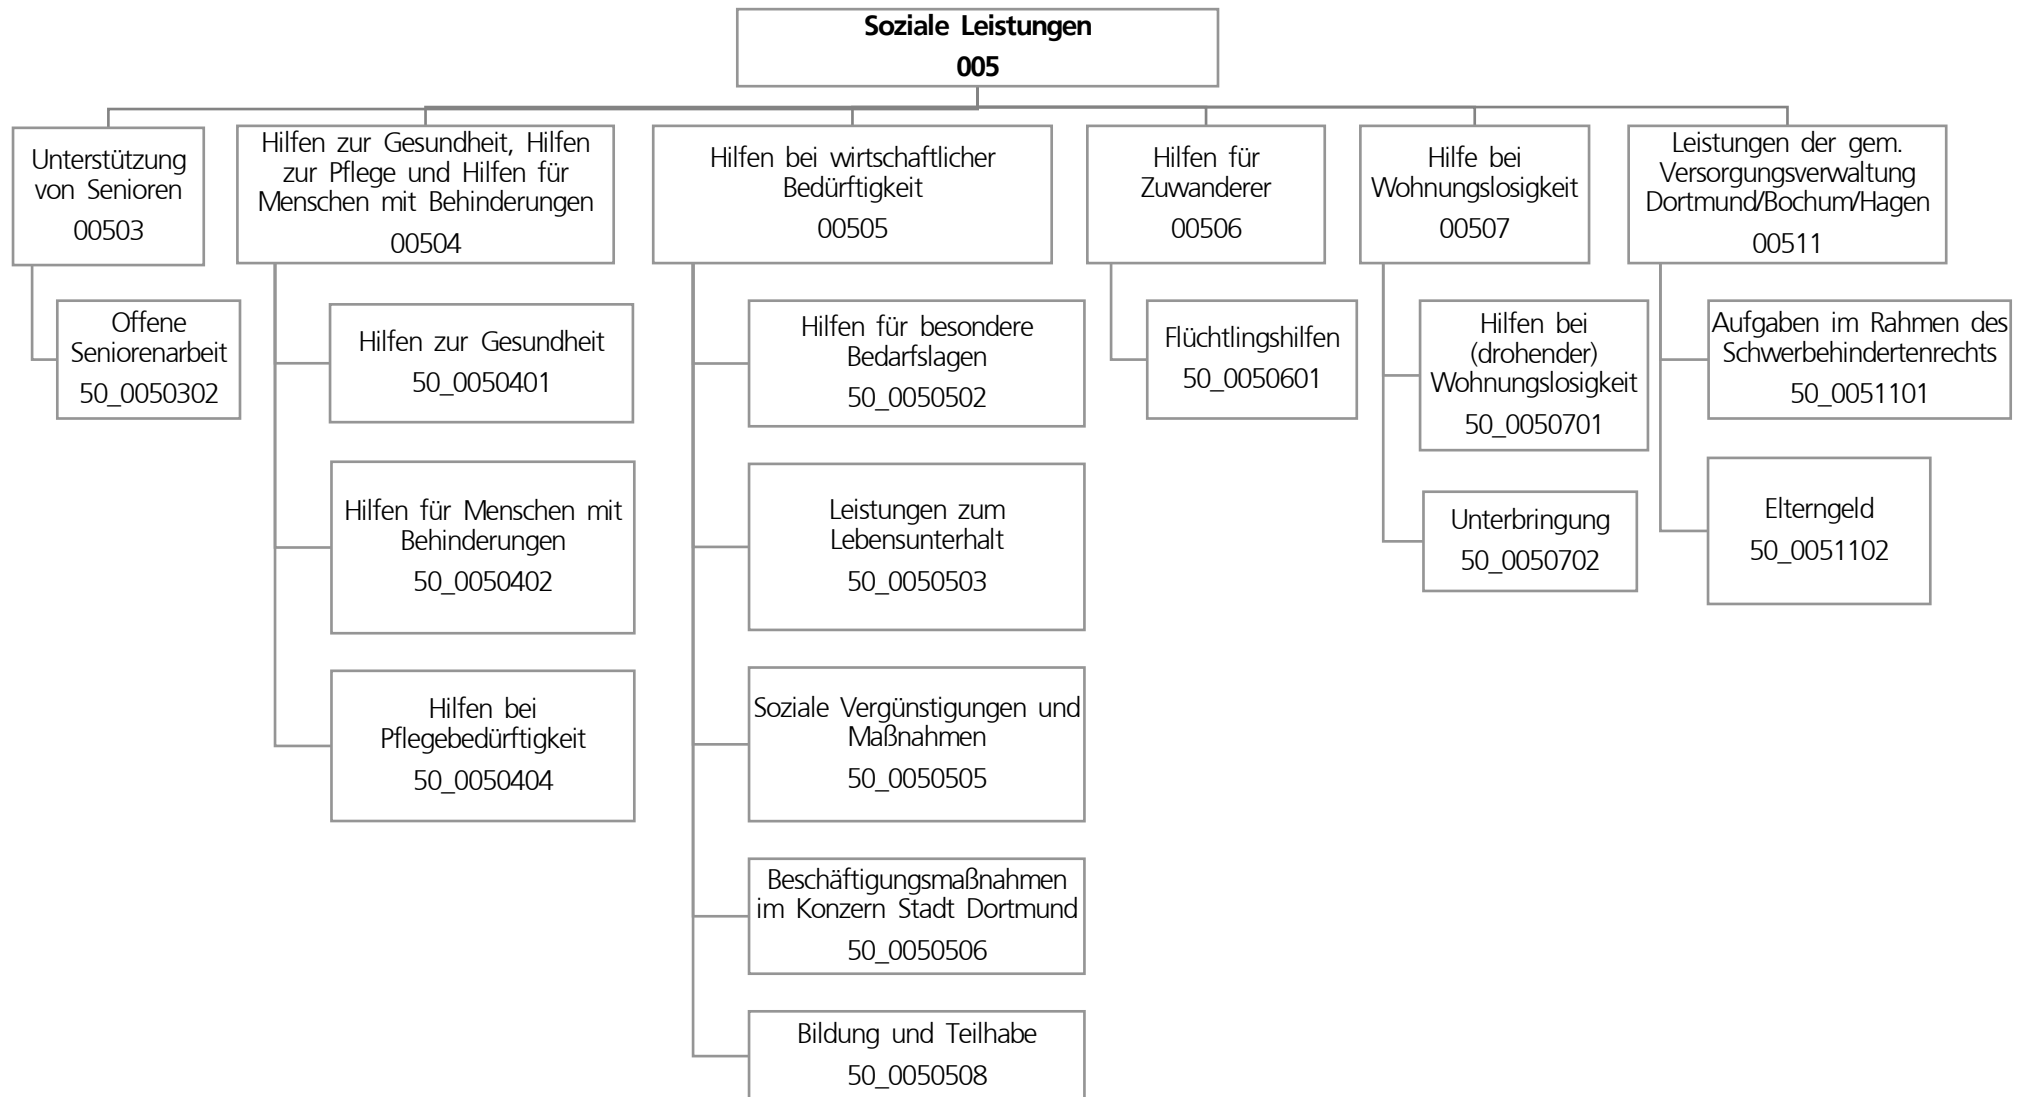 Soziale Leistungen
005
Unterstützung
von Senioren
00503
Offene
Seniorenarbeit
50_0050302
Hilfen zur Gesundheit, Hilfen
zur Pflege und Hilfen für
Menschen mit Behinderungen
00504
Hilfen zur Gesundheit
50_0050401
Hilfen für Menschen mit
Behinderungen
50_0050402
Hilfen bei
Pflegebedürftigkeit
50_0050404
Hilfen bei wirtschaftlicher
Bedürftigkeit
00505
Hilfen für besondere
Bedarfslagen
50_0050502
Leistungen zum
Lebensunterhalt
50_0050503
Soziale Vergünstigungen und
Maßnahmen
50_0050505
Beschäftigungsmaßnahmen
im Konzern Stadt Dortmund
50_0050506
Bildung und Teilhabe
50_0050508
Hilfen für
Zuwanderer
00506
Flüchtlingshilfen
50_0050601
Hilfe bei
Wohnungslosigkeit
00507
Hilfen bei
(drohender)
Wohnungslosigkeit
50_0050701
Unterbringung
50_0050702
Leistungen der gem.
Versorgungsverwaltung
Dortmund/Bochum/Hagen
00511
Aufgaben im Rahmen des
Schwerbehindertenrechts
50_0051101
Elterngeld
50_0051102